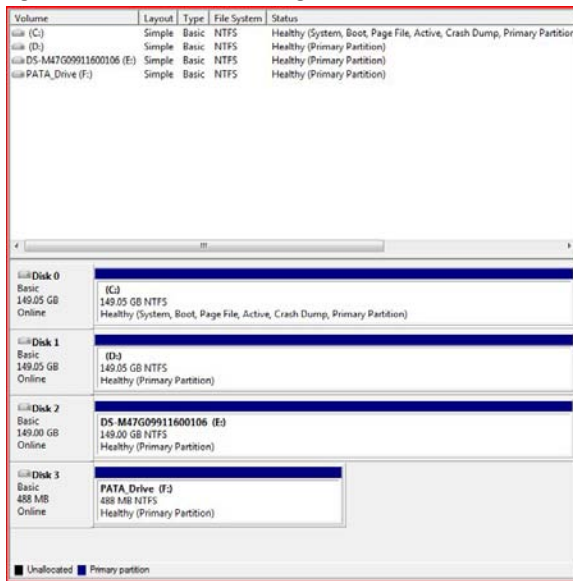 Volume Layout Type File System Status
(C:) Simple Basic NTFS Healthy (System, Boot, Page File, Active, Crash Dump, Primary Partition
(D:) Simple Basic NTFS Healthy (Primary Partition)
DS-M47G09911600106 (E:) Simple Basic NTFS Healthy (Primary Partition)
PATA_Drive (F:) Simple Basic NTFS Healthy (Primary Partition)
Disk 0
Basic
149.05 GB
Online
(C:)
149.05 GB NTFS
Healthy (System, Boot, Page File, Active, Crash Dump, Primary Partition)
Disk 1
Basic
149.05 GB
Online
(D:)
149.05 GB NTFS
Healthy (Primary Partition)
Disk 2
Basic
149.00 GB
Online
DS-M47G09911600106 (E:)
149.00 GB NTFS
Healthy (Primary Partition)
Disk 3
Basic
488 MB
Online
PATA_Drive (F:)
488 MB NTFS
Healthy (Primary Partition)
Unallocated Primary partition